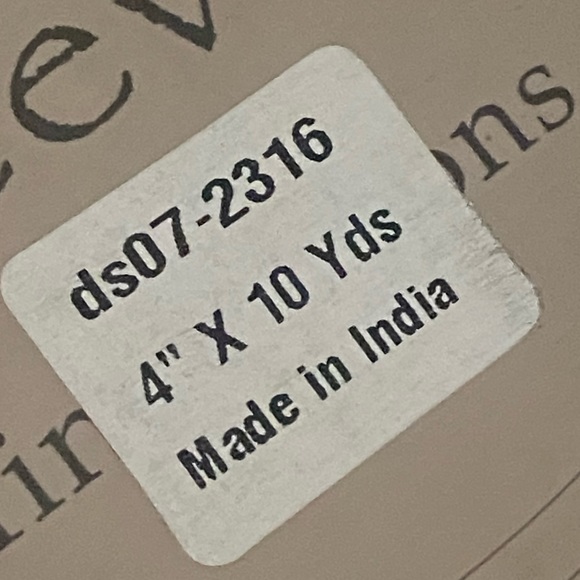 ds07-2316
4" X 10 Yds
Made in India